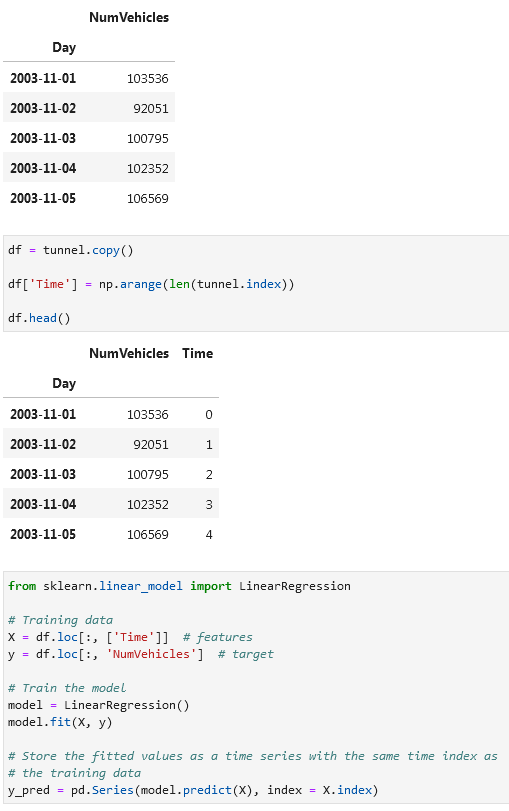 NumVehicles
Day
2003-11-01 103536
2003-11-02 92051
2003-11-03 100795
2003-11-04 102352
2003-11-05 106569
df = tunnel.copy()
df['Time'] = np.arange(len(tunnel.index))
df.head()
NumVehicles Time
Day
2003-11-01 103536 0
2003-11-02 92051 1
2003-11-03 100795 2
2003-11-04 102352 3
2003-11-05 106569 4
from sklearn.linear_model import LinearRegression
# Training data
X = df.loc[:, ['Time']]  # features
y = df.loc[:, 'NumVehicles']  # target
# Train the model
model = LinearRegression()
model.fit(X, y)
# Store the fitted values as a time series with the same time index as
# the training data
y_pred = pd.Series(model.predict(X), index = X.index)